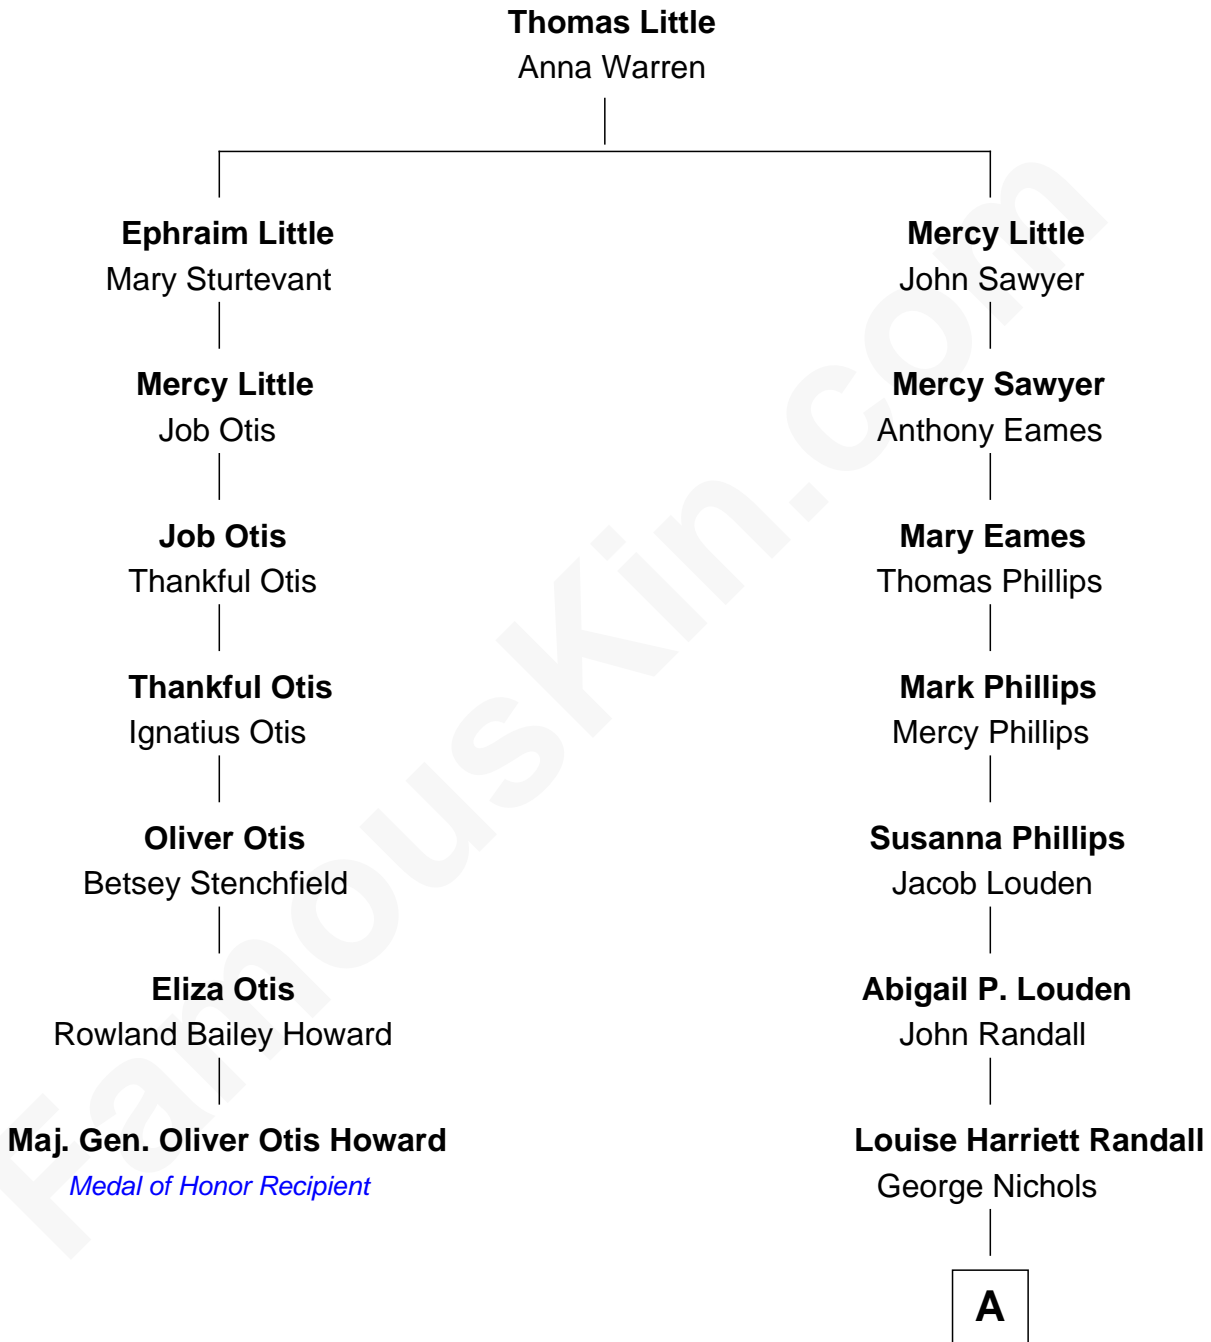 Thomas Little
Anna Warren
Ephraim Little
Mary Sturtevant
Mercy Little
John Sawyer
Mercy Little
Job Otis
Mercy Sawyer
Anthony Eames
Job Otis
Thankful Otis
Mary Eames
Thomas Phillips
Thankful Otis
Ignatius Otis
Mark Phillips
Mercy Phillips
Oliver Otis
Betsey Stenchfield
Susanna Phillips
Jacob Louden
Eliza Otis
Rowland Bailey Howard
Abigail P. Louden
John Randall
Maj. Gen. Oliver Otis Howard
Medal of Honor Recipient
Louise Harriett Randall
George Nichols
A
FamousKin.com